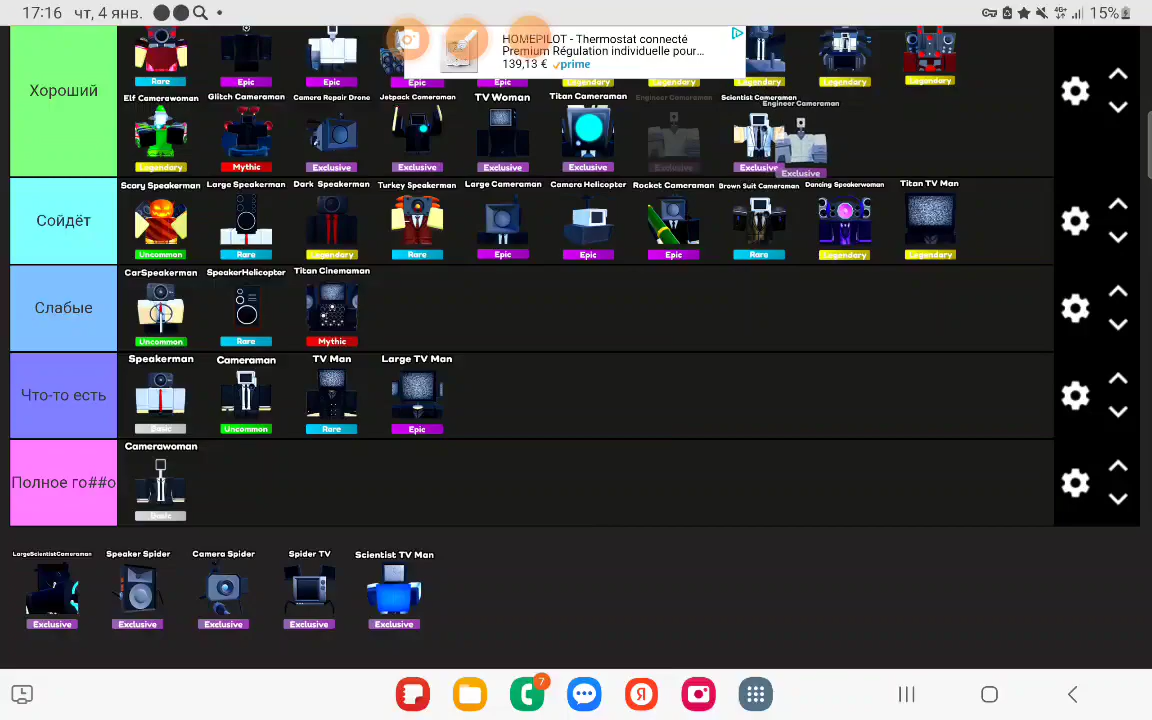 17:16 чт, 4 янв.
4G+ 15%
HOMEPILOT - Thermostat connecté
Premium Régulation individuelle pour...
139,13 € prime
Хороший
Rare Epic Epic Epic Epic Legendary Legendary Legendary Legendary Legendary
Elf Camerawoman Glitch Cameraman Camera Repair Drone Jetpack Cameraman TV Woman Titan Cameraman Engineer Cameraman Scientist Cameraman
Engineer Cameraman
Legendary Mythic Exclusive Exclusive Exclusive Exclusive Exclusive Exclusive
Exclusive
Сойдёт
Scary Speakerman Large Speakerman Dark Speakerman Turkey Speakerman Large Cameraman Camera Helicopter Rocket Cameraman Brown Suit Cameraman Dancing Speakerwoman Titan TV Man
Uncommon Rare Legendary Rare Epic Epic Epic Rare Legendary Legendary
Слабые
CarSpeakerman SpeakerHelicopter Titan Cinemaman
Uncommon Rare Mythic
Что-то есть
Speakerman Cameraman TV Man Large TV Man
Basic Uncommon Rare Epic
Полное го##о
Camerawoman
Basic
LargeScientistCameraman Speaker Spider Camera Spider Spider TV Scientist TV Man
Exclusive Exclusive Exclusive Exclusive Exclusive
7
Я